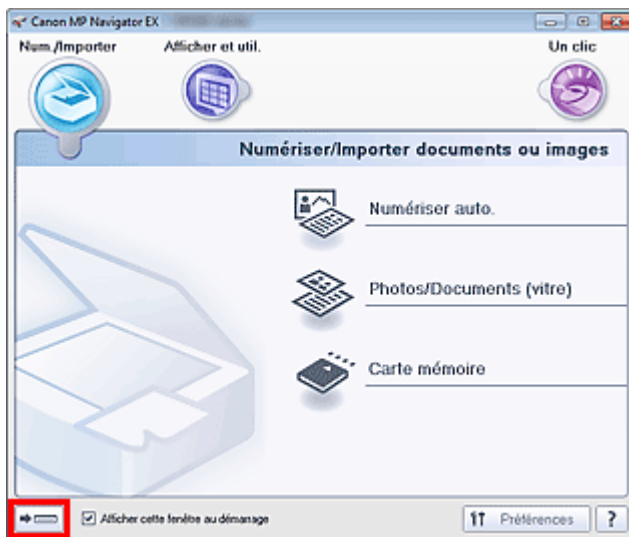 Canon MP Navigator EX
Num./Importer
Afficher et util.
Un clic
Numériser/Importer documents ou images
Numériser auto.
Photos/Documents (vitre)
Carte mémoire
Afficher cette fenêtre au démarrage
Préférences
?